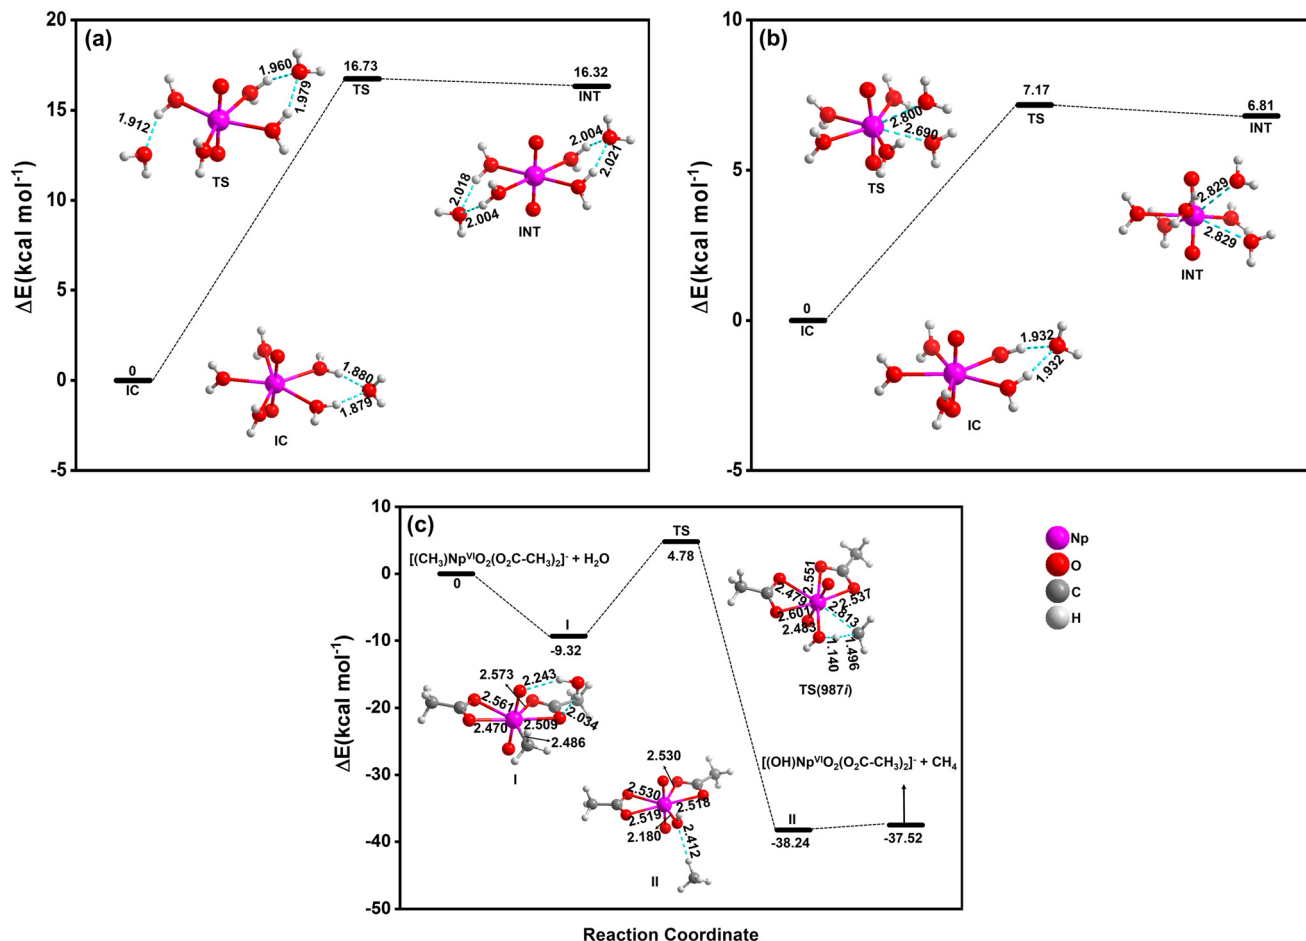 (a)
ΔE(kcal mol⁻¹)
20
15
10
5
0
-5
16.73
TS
16.32
INT
0
IC
1.960
1.979
1.912
TS
2.004
2.021
2.018
2.004
INT
1.880
1.879
IC
(b)
ΔE(kcal mol⁻¹)
10
5
0
-5
7.17
TS
6.81
INT
0
IC
2.800
2.690
TS
2.829
2.829
INT
1.932
1.932
IC
(c)
ΔE(kcal mol⁻¹)
10
0
-10
-20
-30
-40
-50
[(CH₃)NpⱽᴵO₂(O₂C-CH₃)₂]⁻ + H₂O
0
I
-9.32
TS
4.78
2.551
2.479
2.537
2.601
2.813
2.483
1.140
1.496
TS(987i)
2.573
2.243
2.561
2.034
2.470
2.509
2.486
I
2.530
2.530
2.519
2.518
2.180
2.412
II
[(OH)NpⱽᴵO₂(O₂C-CH₃)₂]⁻ + CH₄
II
-38.24
-37.52
Reaction Coordinate
Np
O
C
H